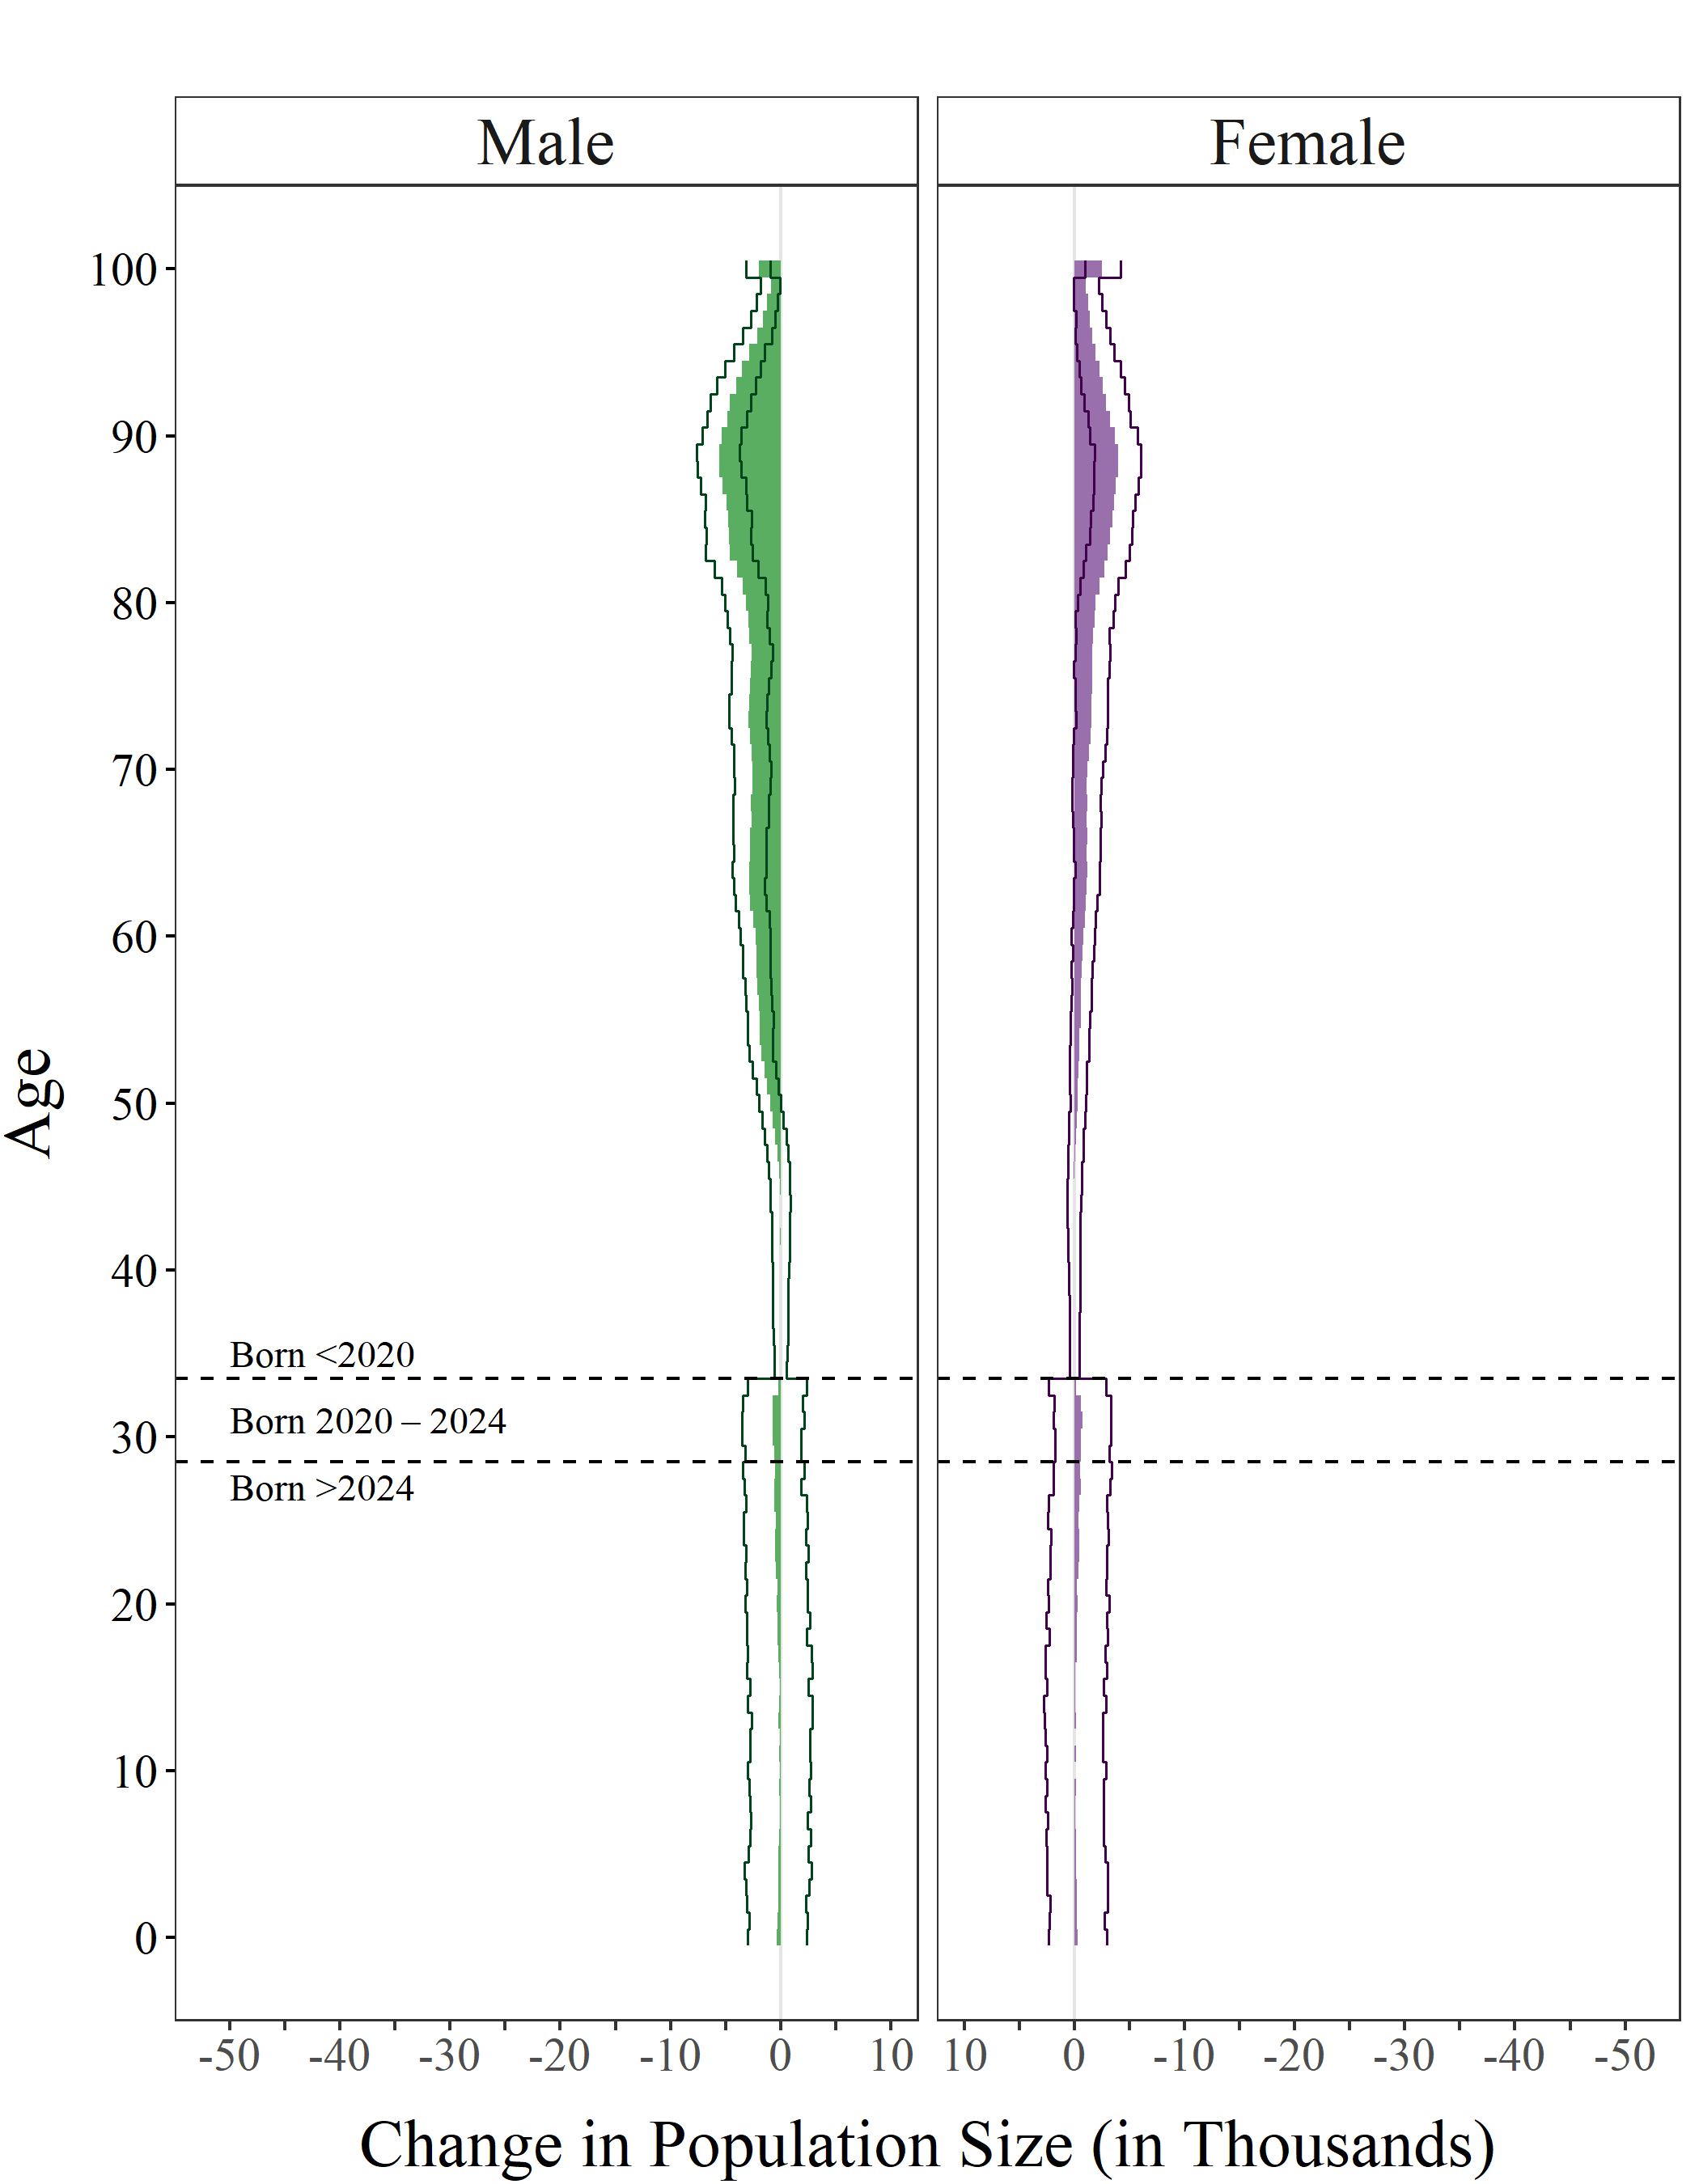 Male
Female
100
90
80
70
60
50
40
30
20
10
0
Age
Born <2020
Born 2020 – 2024
Born >2024
-50 -40 -30 -20 -10 0 10
10 0 -10 -20 -30 -40 -50
Change in Population Size (in Thousands)